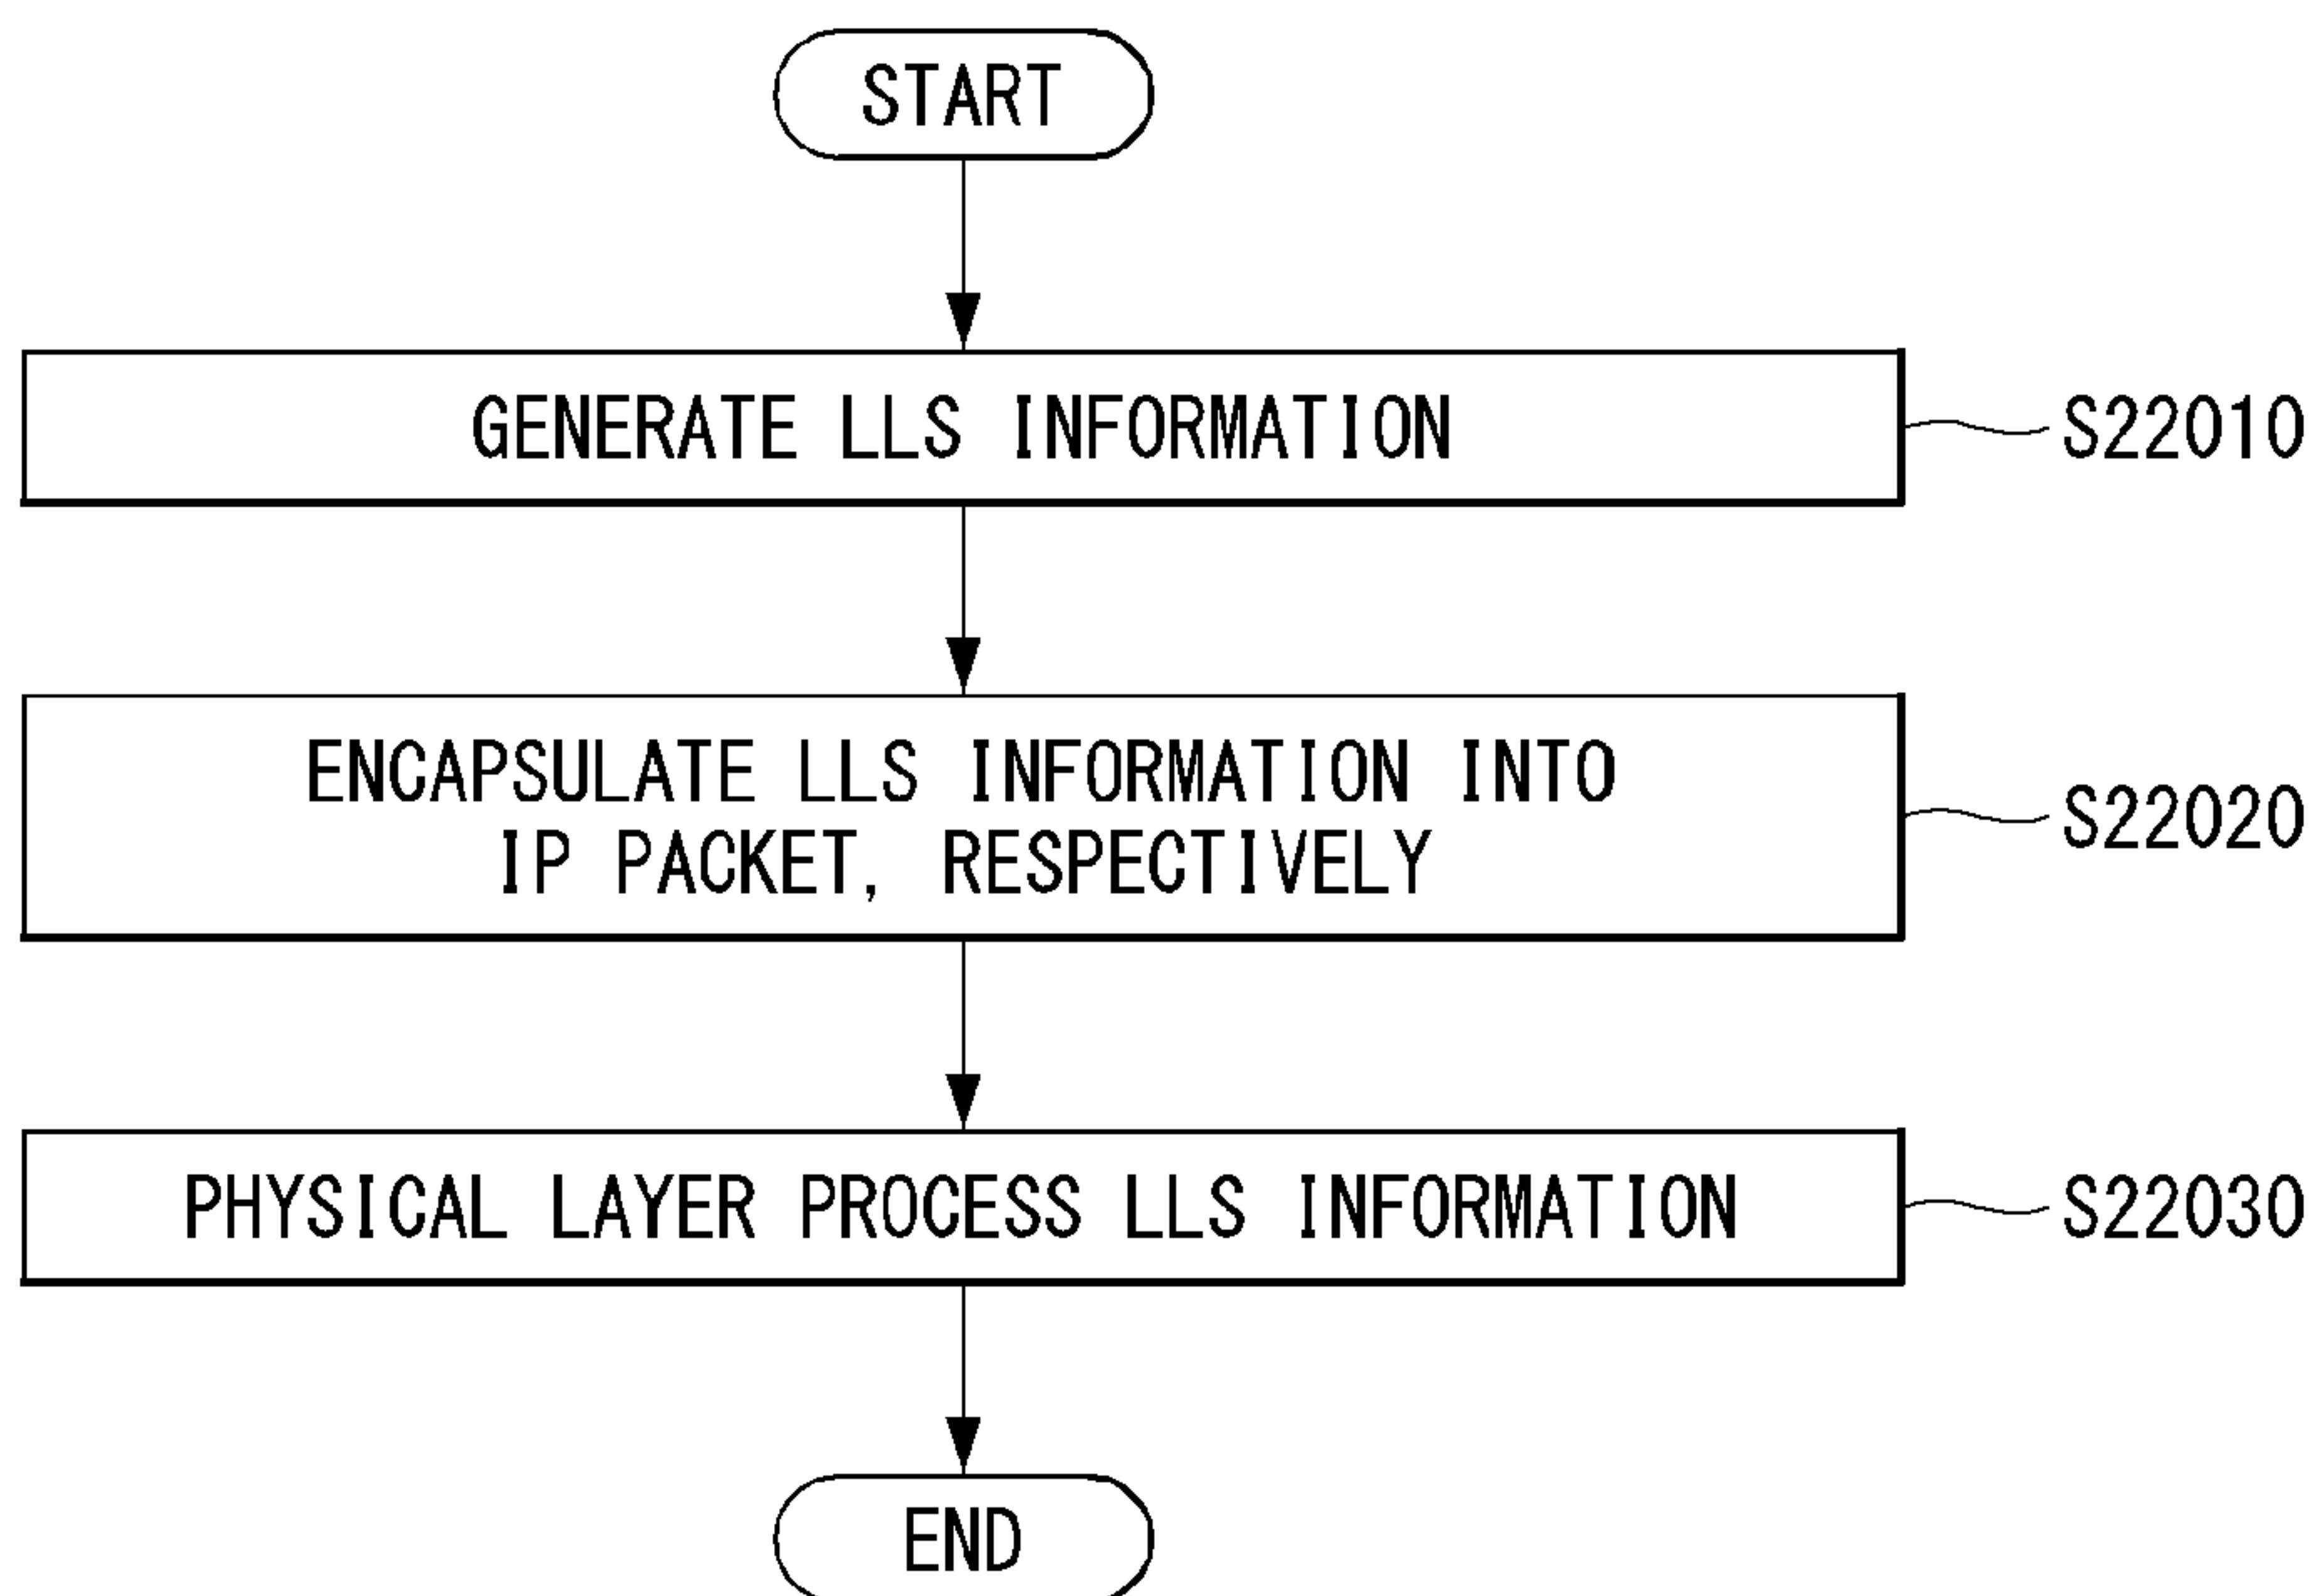 START
GENERATE LLS INFORMATION
S22010
ENCAPSULATE LLS INFORMATION INTO
IP PACKET, RESPECTIVELY
S22020
PHYSICAL LAYER PROCESS LLS INFORMATION
S22030
END